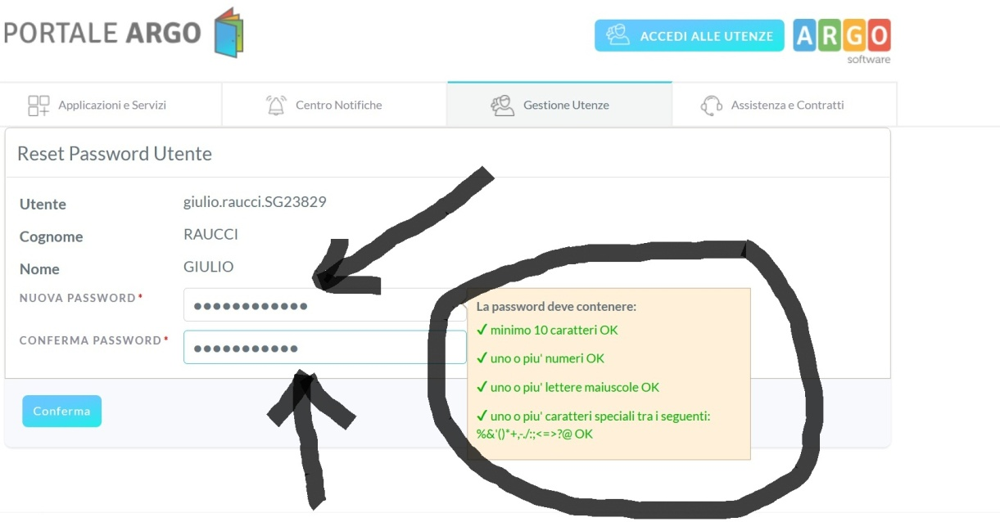 PORTALE ARGO
ACCEDI ALLE UTENZE
ARGO
software
Applicazioni e Servizi
Centro Notifiche
Gestione Utenze
Assistenza e Contratti
Reset Password Utente
Utente giulio.raucci.SG23829
Cognome RAUCCI
Nome GIULIO
NUOVA PASSWORD* ●●●●●●●●●●●●
CONFERMA PASSWORD* ●●●●●●●●●●●
La password deve contenere:
✓ minimo 10 caratteri OK
✓ uno o piu' numeri OK
✓ uno o piu' lettere maiuscole OK
✓ uno o piu' caratteri speciali tra i seguenti:
%&'()*+,-./:;<=>?@ OK
Conferma